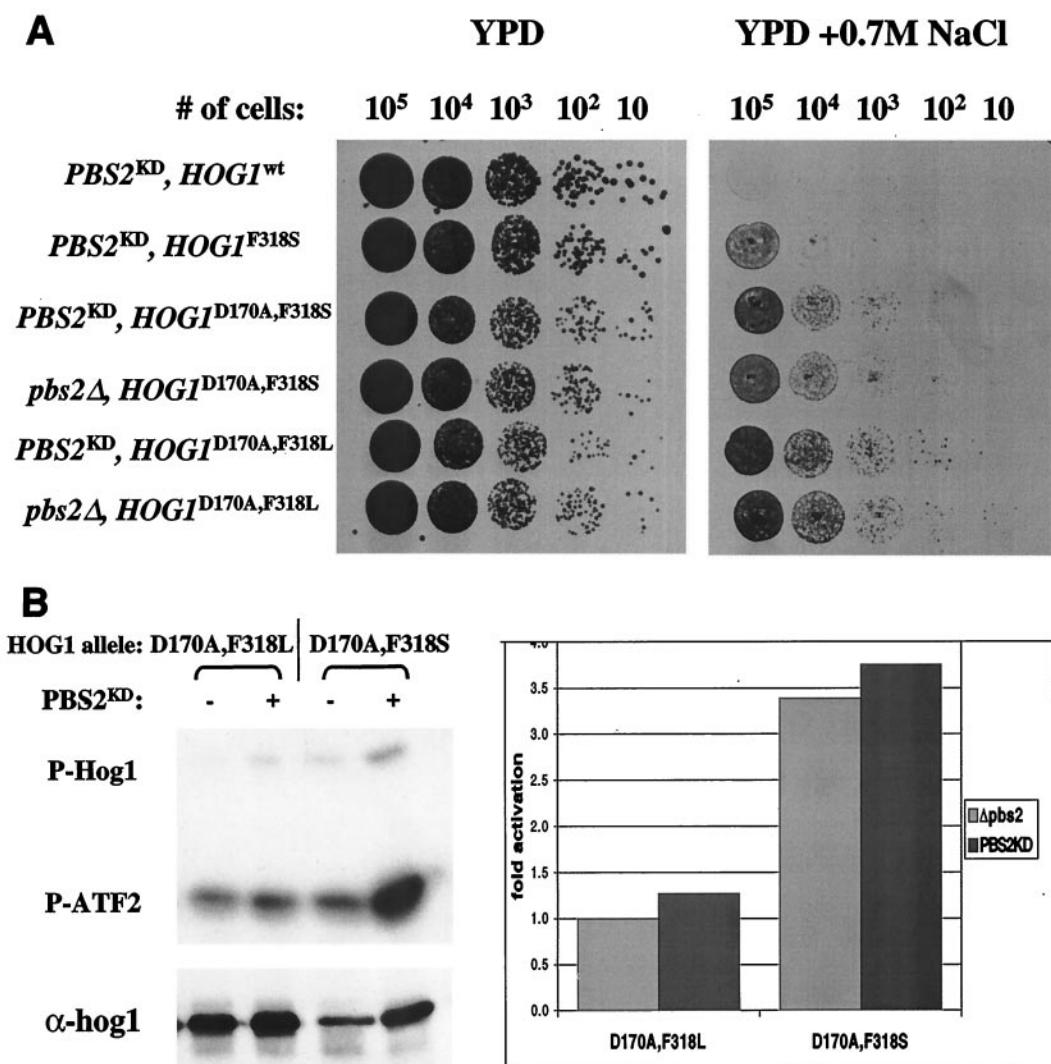 A
YPD YPD +0.7M NaCl
# of cells: 10⁵ 10⁴ 10³ 10² 10 10⁵ 10⁴ 10³ 10² 10
PBS2ᴷᴰ, HOG1ʷᵗ
PBS2ᴷᴰ, HOG1ꟳ³¹⁸ˢ
PBS2ᴷᴰ, HOG1ᴰ¹⁷⁰ᴬ,ꟳ³¹⁸ˢ
pbs2Δ, HOG1ᴰ¹⁷⁰ᴬ,ꟳ³¹⁸ˢ
PBS2ᴷᴰ, HOG1ᴰ¹⁷⁰ᴬ,ꟳ³¹⁸ᴸ
pbs2Δ, HOG1ᴰ¹⁷⁰ᴬ,ꟳ³¹⁸ᴸ
B
HOG1 allele: D170A,F318L D170A,F318S
PBS2ᴷᴰ: - + - +
P-Hog1
P-ATF2
α-hog1
fold activation
4.0
3.5
3.0
2.5
2.0
1.5
1.0
0.5
0.0
D170A,F318L D170A,F318S
Δpbs2
PBS2KD